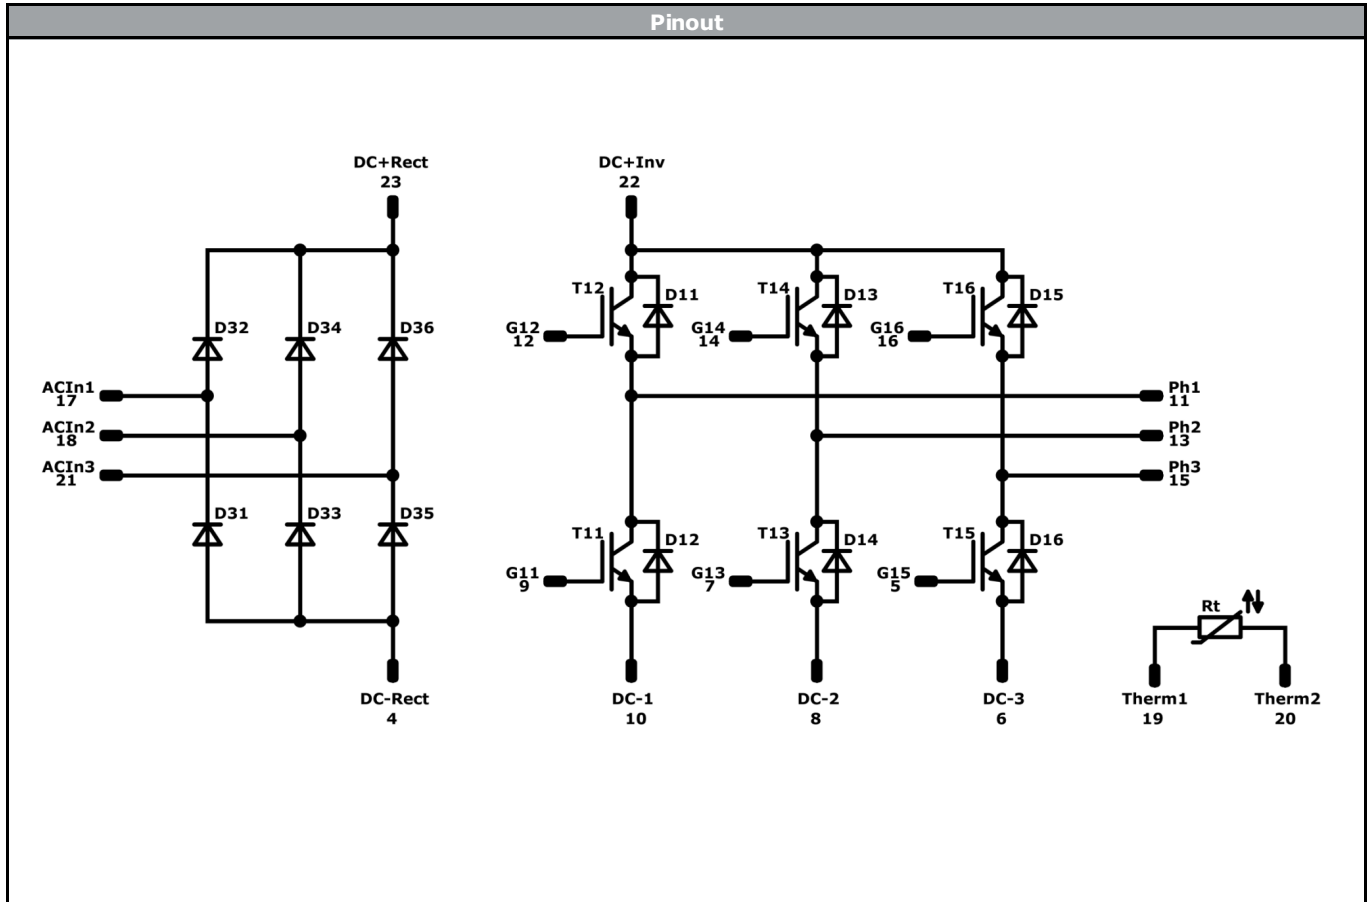 Pinout
DC+Rect
23
DC+Inv
22
T12
D11
T14
D13
T16
D15
G12
12
G14
14
G16
16
D32
D34
D36
ACIn1
17
Ph1
11
ACIn2
18
Ph2
13
ACIn3
21
Ph3
15
D31
D33
D35
T11
D12
T13
D14
T15
D16
G11
9
G13
7
G15
5
Rt
DC-Rect
4
DC-1
10
DC-2
8
DC-3
6
Therm1
19
Therm2
20